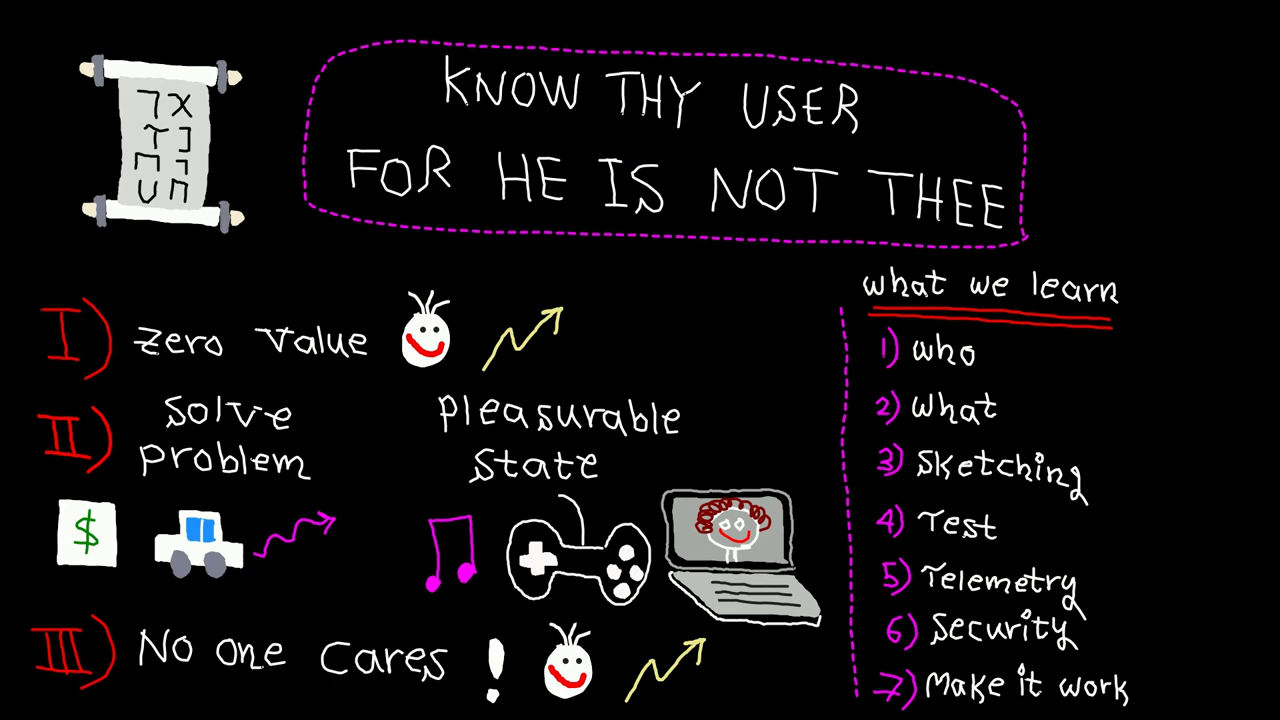 KNOW THY USER
FOR HE IS NOT THEE
I) zero value
II) solve problem
pleasurable state
$
III) No one cares !
what we learn
1) who
2) what
3) sketching
4) Test
5) Telemetry
6) security
7) Make it work